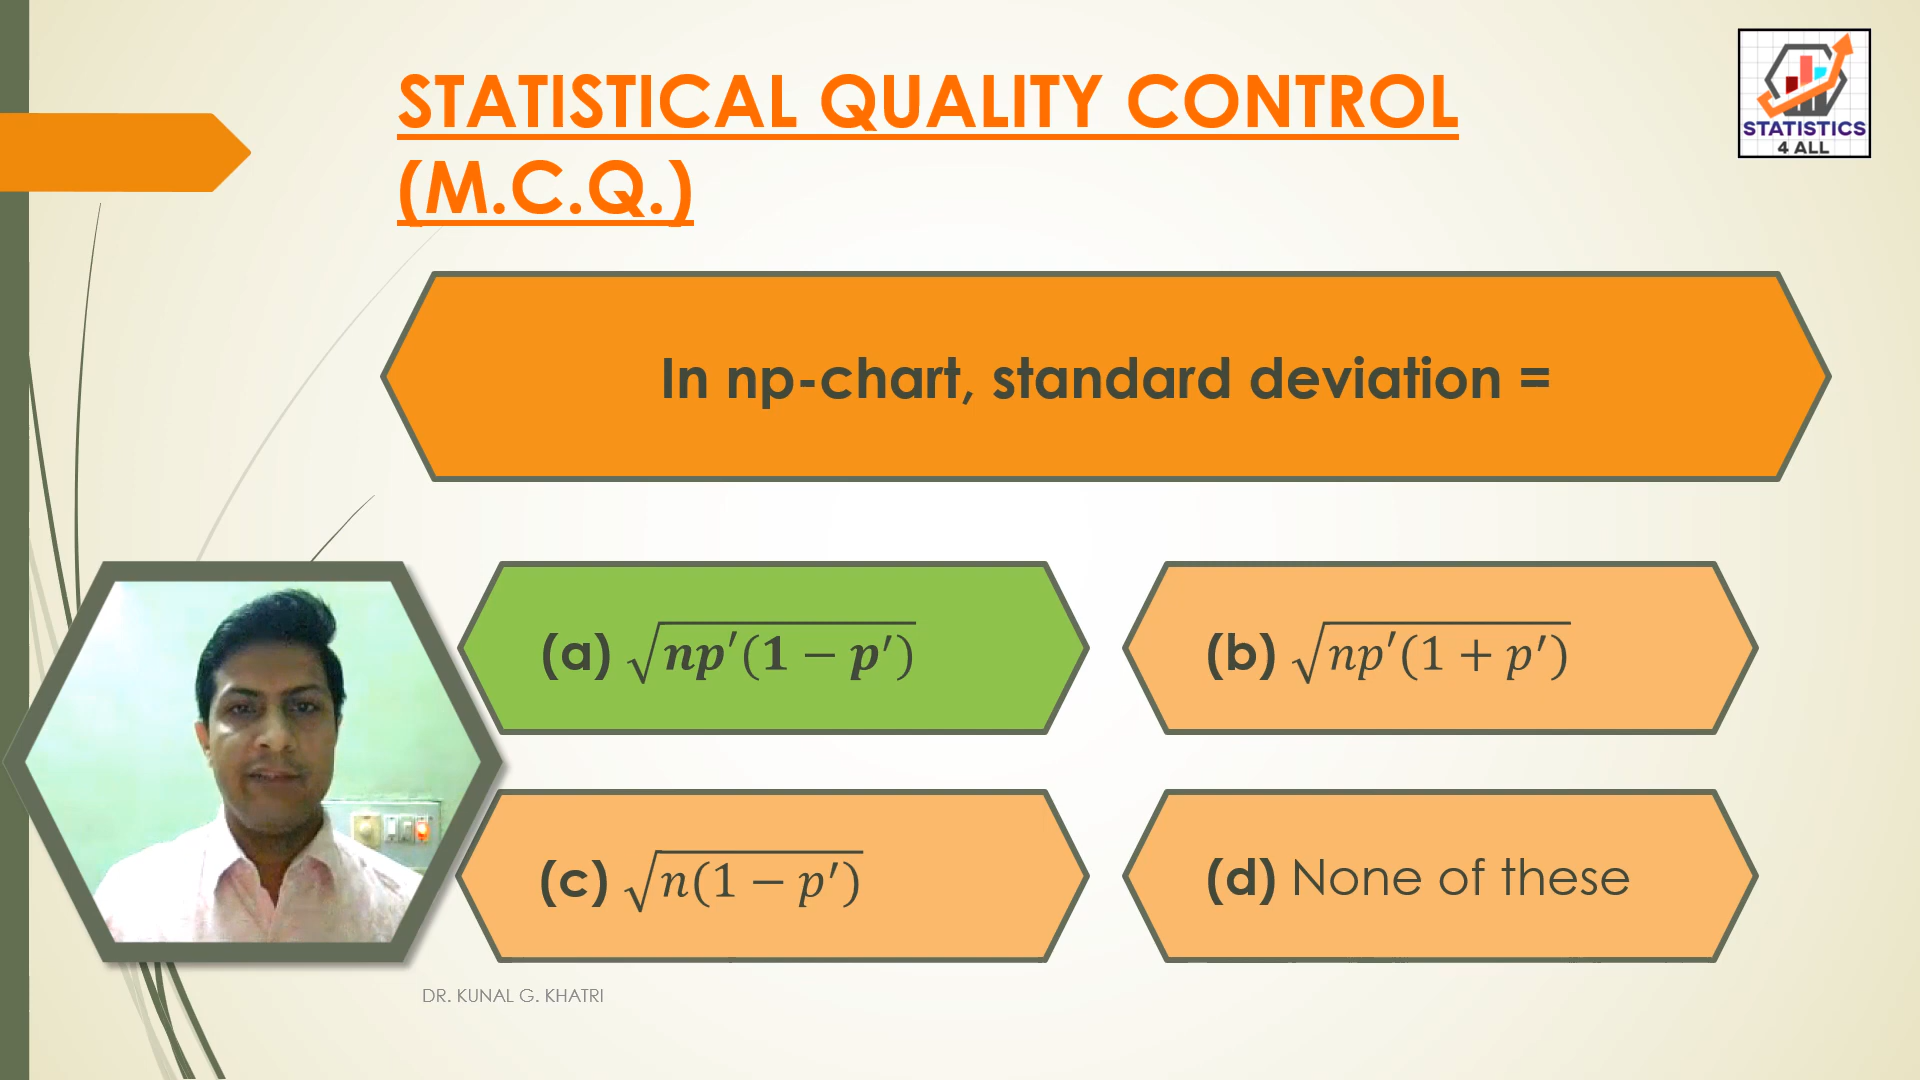 STATISTICAL QUALITY CONTROL
(M.C.Q.)
STATISTICS
4 ALL
In np-chart, standard deviation =
(a) √np′(1 − p′)
(b) √np′(1 + p′)
(c) √n(1 − p′)
(d) None of these
DR. KUNAL G. KHATRI